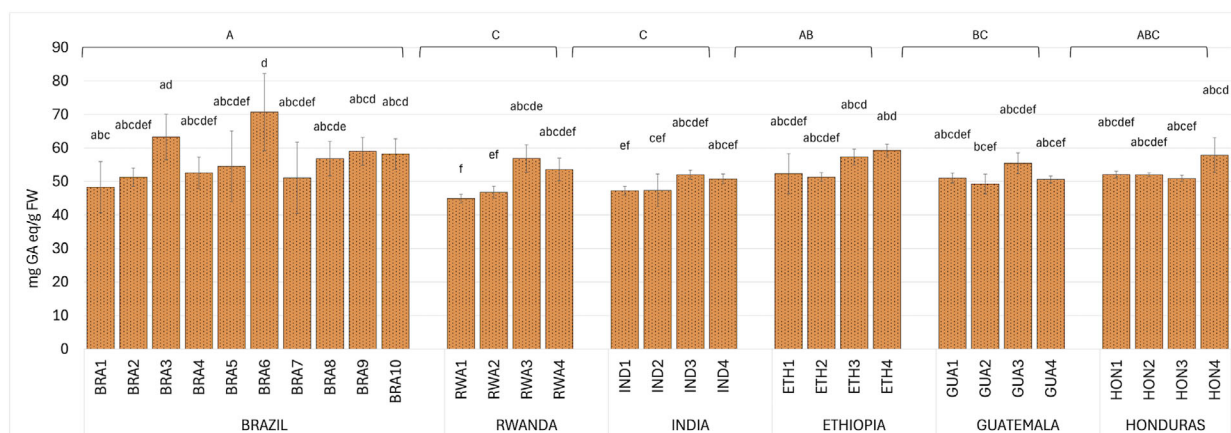 A C C AB BC ABC
90
80
70
60
50
40
30
20
10
0
mg GA eq/g FW
abc abcdef ad abcdef abcdef d abcdef abcde abcd abcd
f ef abcde abcdef
ef cef abcdef abcef
abcdef abcdef abcd abd
abcdef bcef abcdef abcef
abcdef abcdef abcef abcd
BRA1 BRA2 BRA3 BRA4 BRA5 BRA6 BRA7 BRA8 BRA9 BRA10 RWA1 RWA2 RWA3 RWA4 IND1 IND2 IND3 IND4 ETH1 ETH2 ETH3 ETH4 GUA1 GUA2 GUA3 GUA4 HON1 HON2 HON3 HON4
BRAZIL RWANDA INDIA ETHIOPIA GUATEMALA HONDURAS